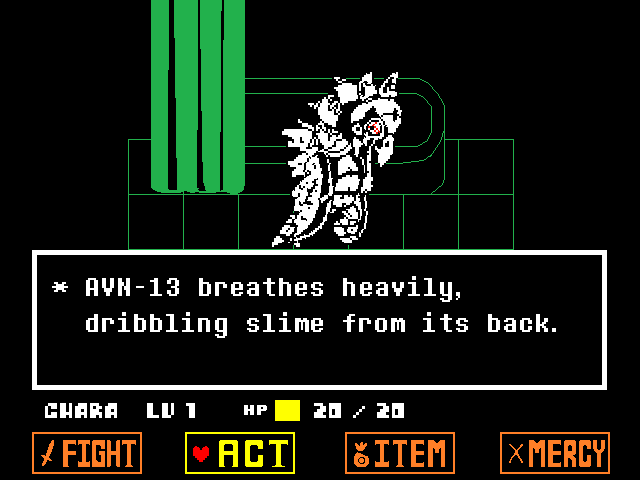 * AVN-13 breathes heavily,
dribbling slime from its back.
CHARA LV 1 HP 20 / 20
FIGHT ACT ITEM MERCY